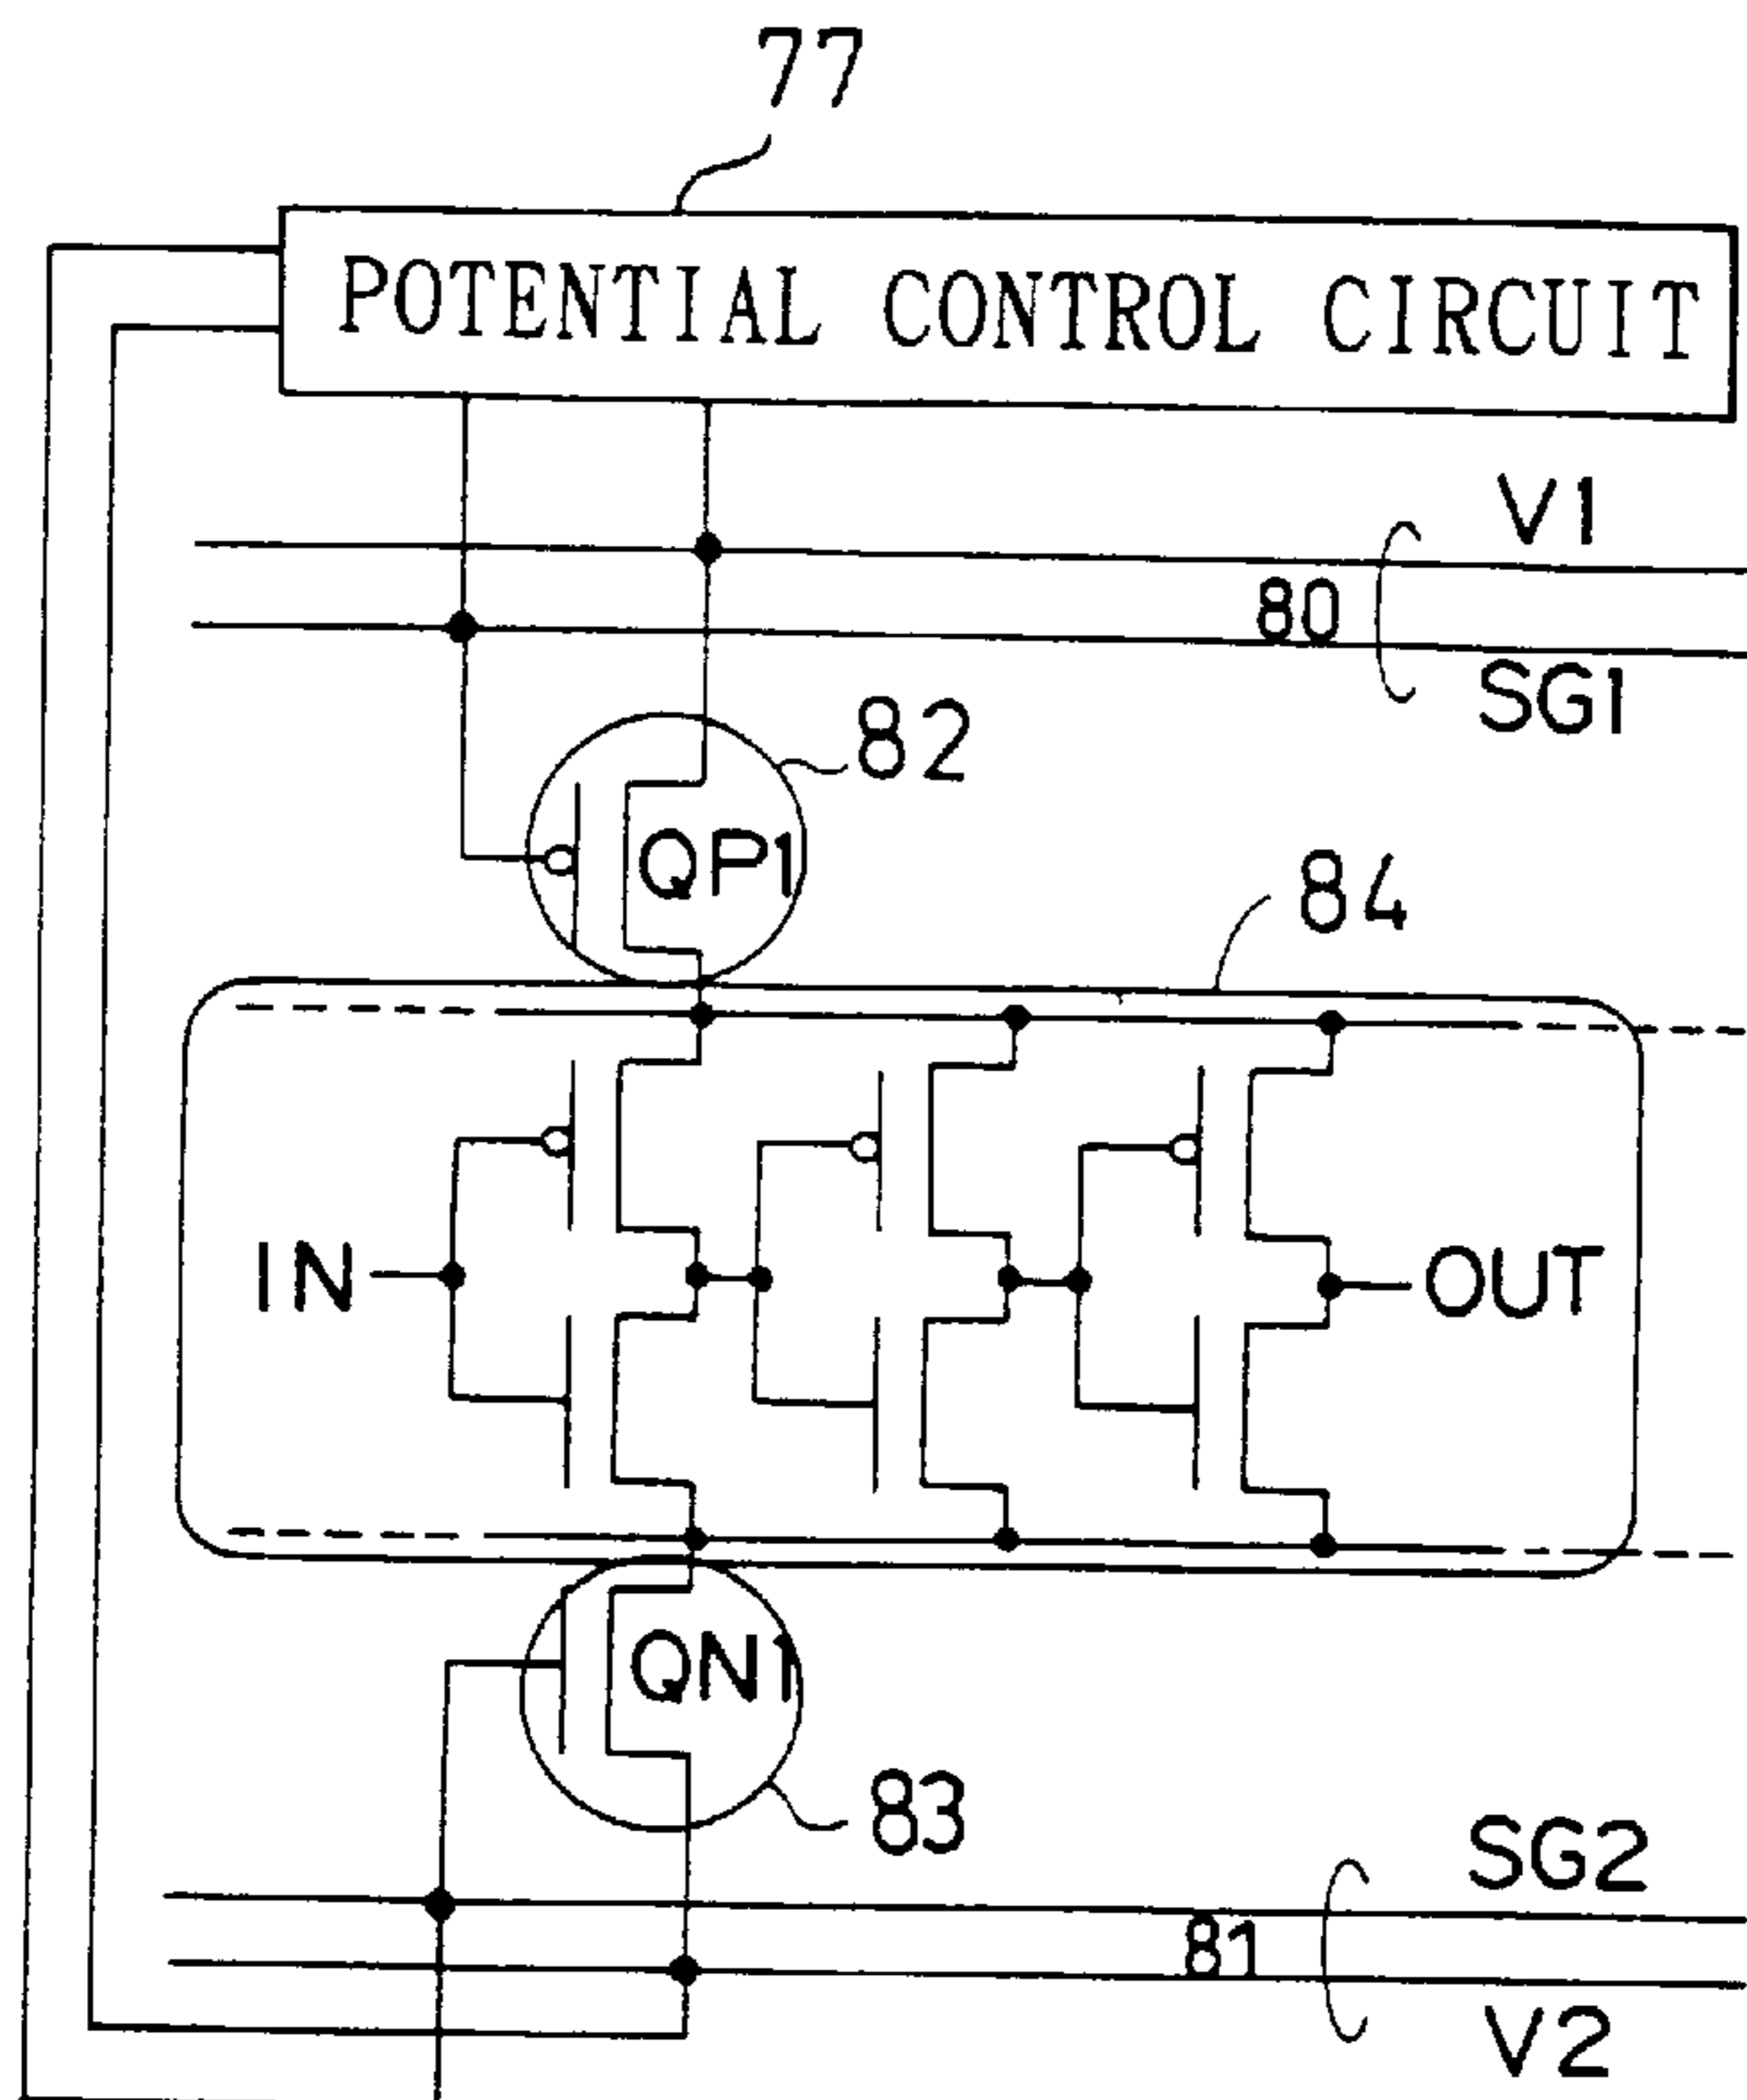 77
POTENTIAL CONTROL CIRCUIT
V1
80
SG1
82
QP1
84
IN
OUT
QN1
83
SG2
81
V2